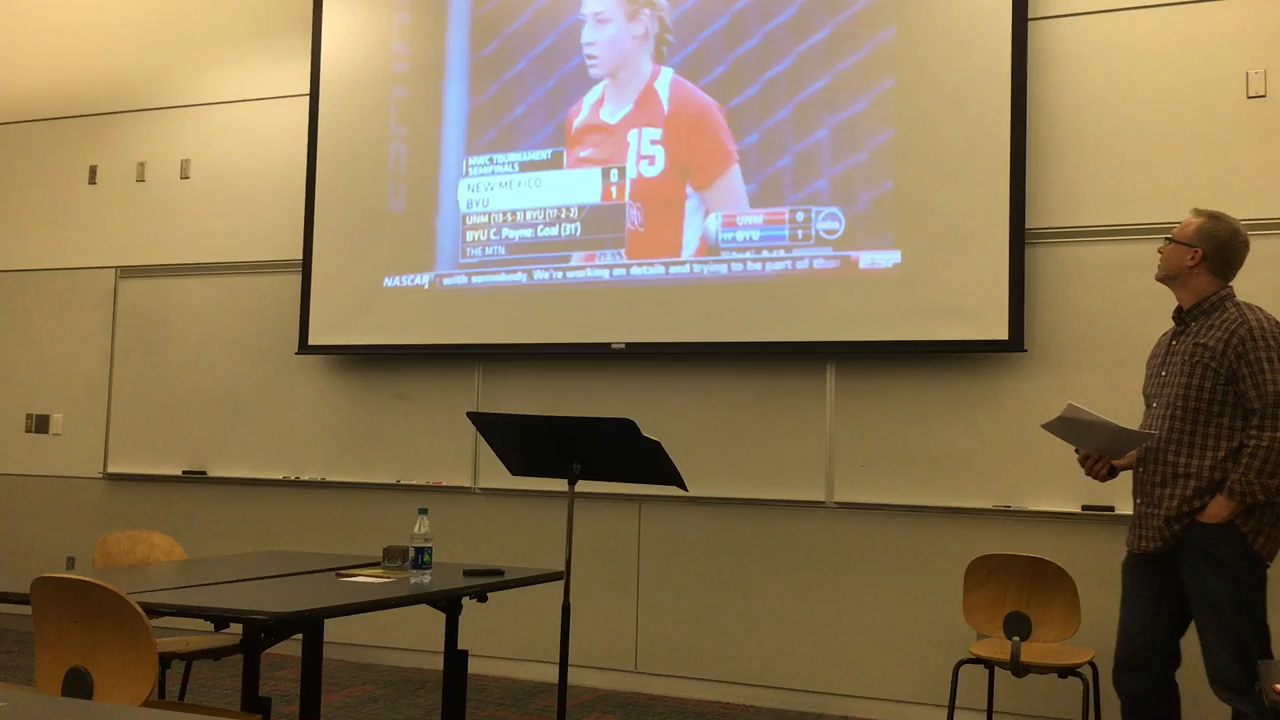 15
MWC TOURNAMENT
SEMIFINALS
NEW MEXICO 0
BYU 1
UNM (13-5-3) BYU (17-2-2)
BYU C. Payne: Goal (31')
THE MTN.
UNM 0
BYU 1
NASCAR with somebody. We're working on details and trying to be part of that